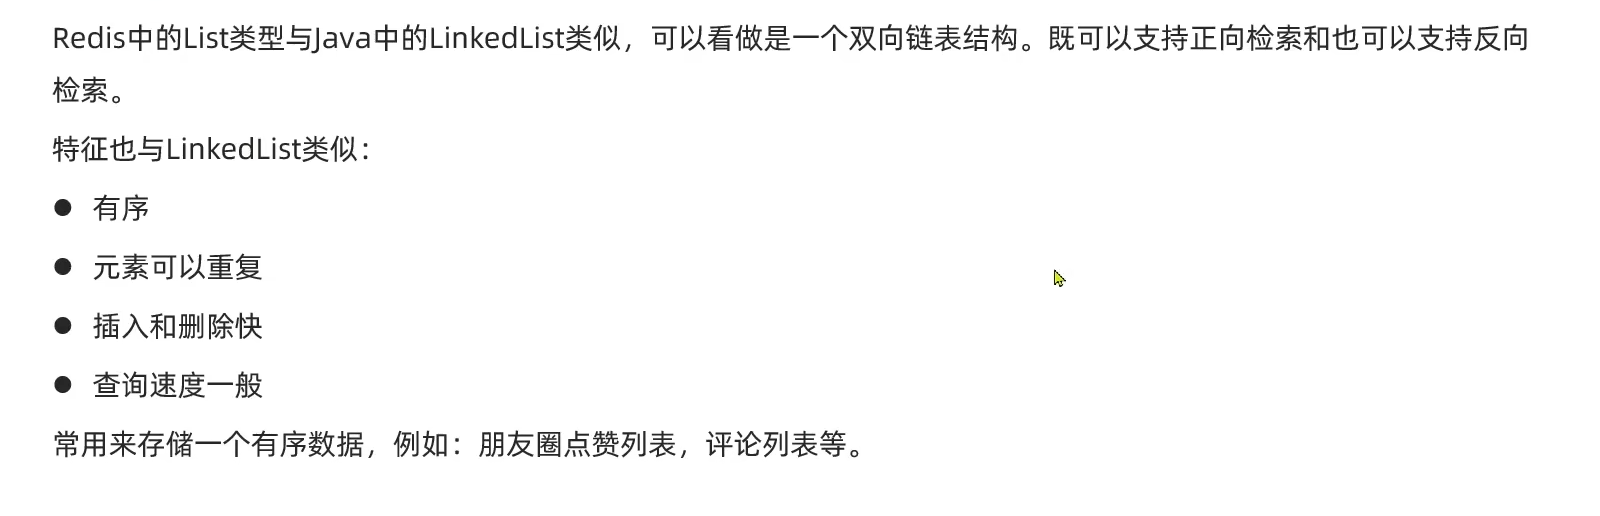 Redis中的List类型与Java中的LinkedList类似，可以看做是一个双向链表结构。既可以支持正向检索和也可以支持反向
检索。
特征也与LinkedList类似：
● 有序
● 元素可以重复
● 插入和删除快
● 查询速度一般
常用来存储一个有序数据，例如：朋友圈点赞列表，评论列表等。